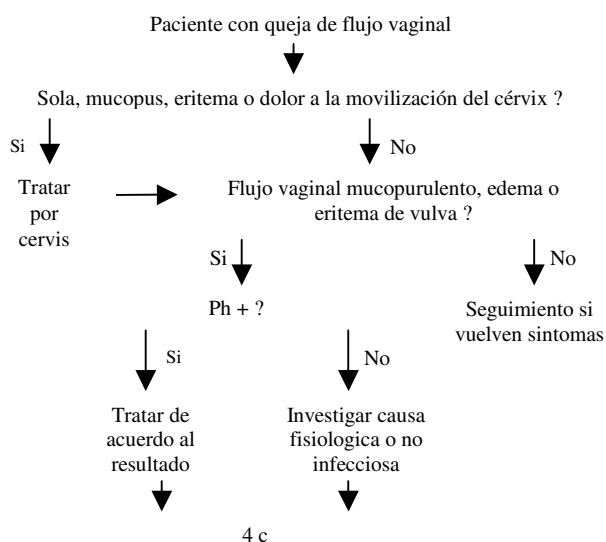 Paciente con queja de flujo vaginal
Sola, mucopus, eritema o dolor a la movilización del cérvix ?
Si
No
Tratar
por
cervis
Flujo vaginal mucopurulento, edema o
eritema de vulva ?
Si
No
Ph + ?
Seguimiento si
vuelven sintomas
Si
No
Tratar de
acuerdo al
resultado
Investigar causa
fisiologica o no
infecciosa
4 c